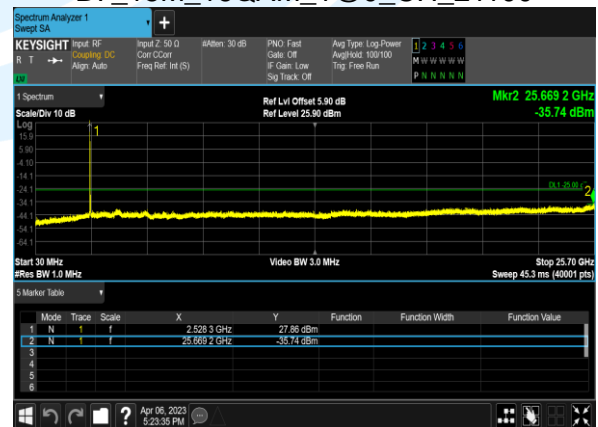 Spectrum Analyzer 1
Swept SA
KEYSIGHT
R T
Input: RF
Coupling: DC
Align: Auto
Input Z: 50 Ω
Corr CCorr
Freq Ref: Int (S)
#Atten: 30 dB
PNO: Fast
Gate: Off
IF Gain: Low
Sig Track: Off
Avg Type: Log-Power
Avg|Hold: 100/100
Trig: Free Run
1 2 3 4 5 6
M W W W W W
P N N N N N
1 Spectrum
Scale/Div 10 dB
Ref Lvl Offset 5.90 dB
Ref Level 25.90 dBm
Mkr2 25.669 2 GHz
-35.74 dBm
Log
15.9
5.90
-4.10
-14.1
-24.1
-34.1
-44.1
-54.1
-64.1
1
2
Start 30 MHz
#Res BW 1.0 MHz
Video BW 3.0 MHz
Stop 25.70 GHz
Sweep 45.3 ms (40001 pts)
5 Marker Table
Mode Trace Scale X Y Function Function Width Function Value
1 N 1 f 2.528 3 GHz 27.86 dBm
2 N 1 f 25.669 2 GHz -35.74 dBm
3
4
5
6
Apr 06, 2023
5:23:35 PM